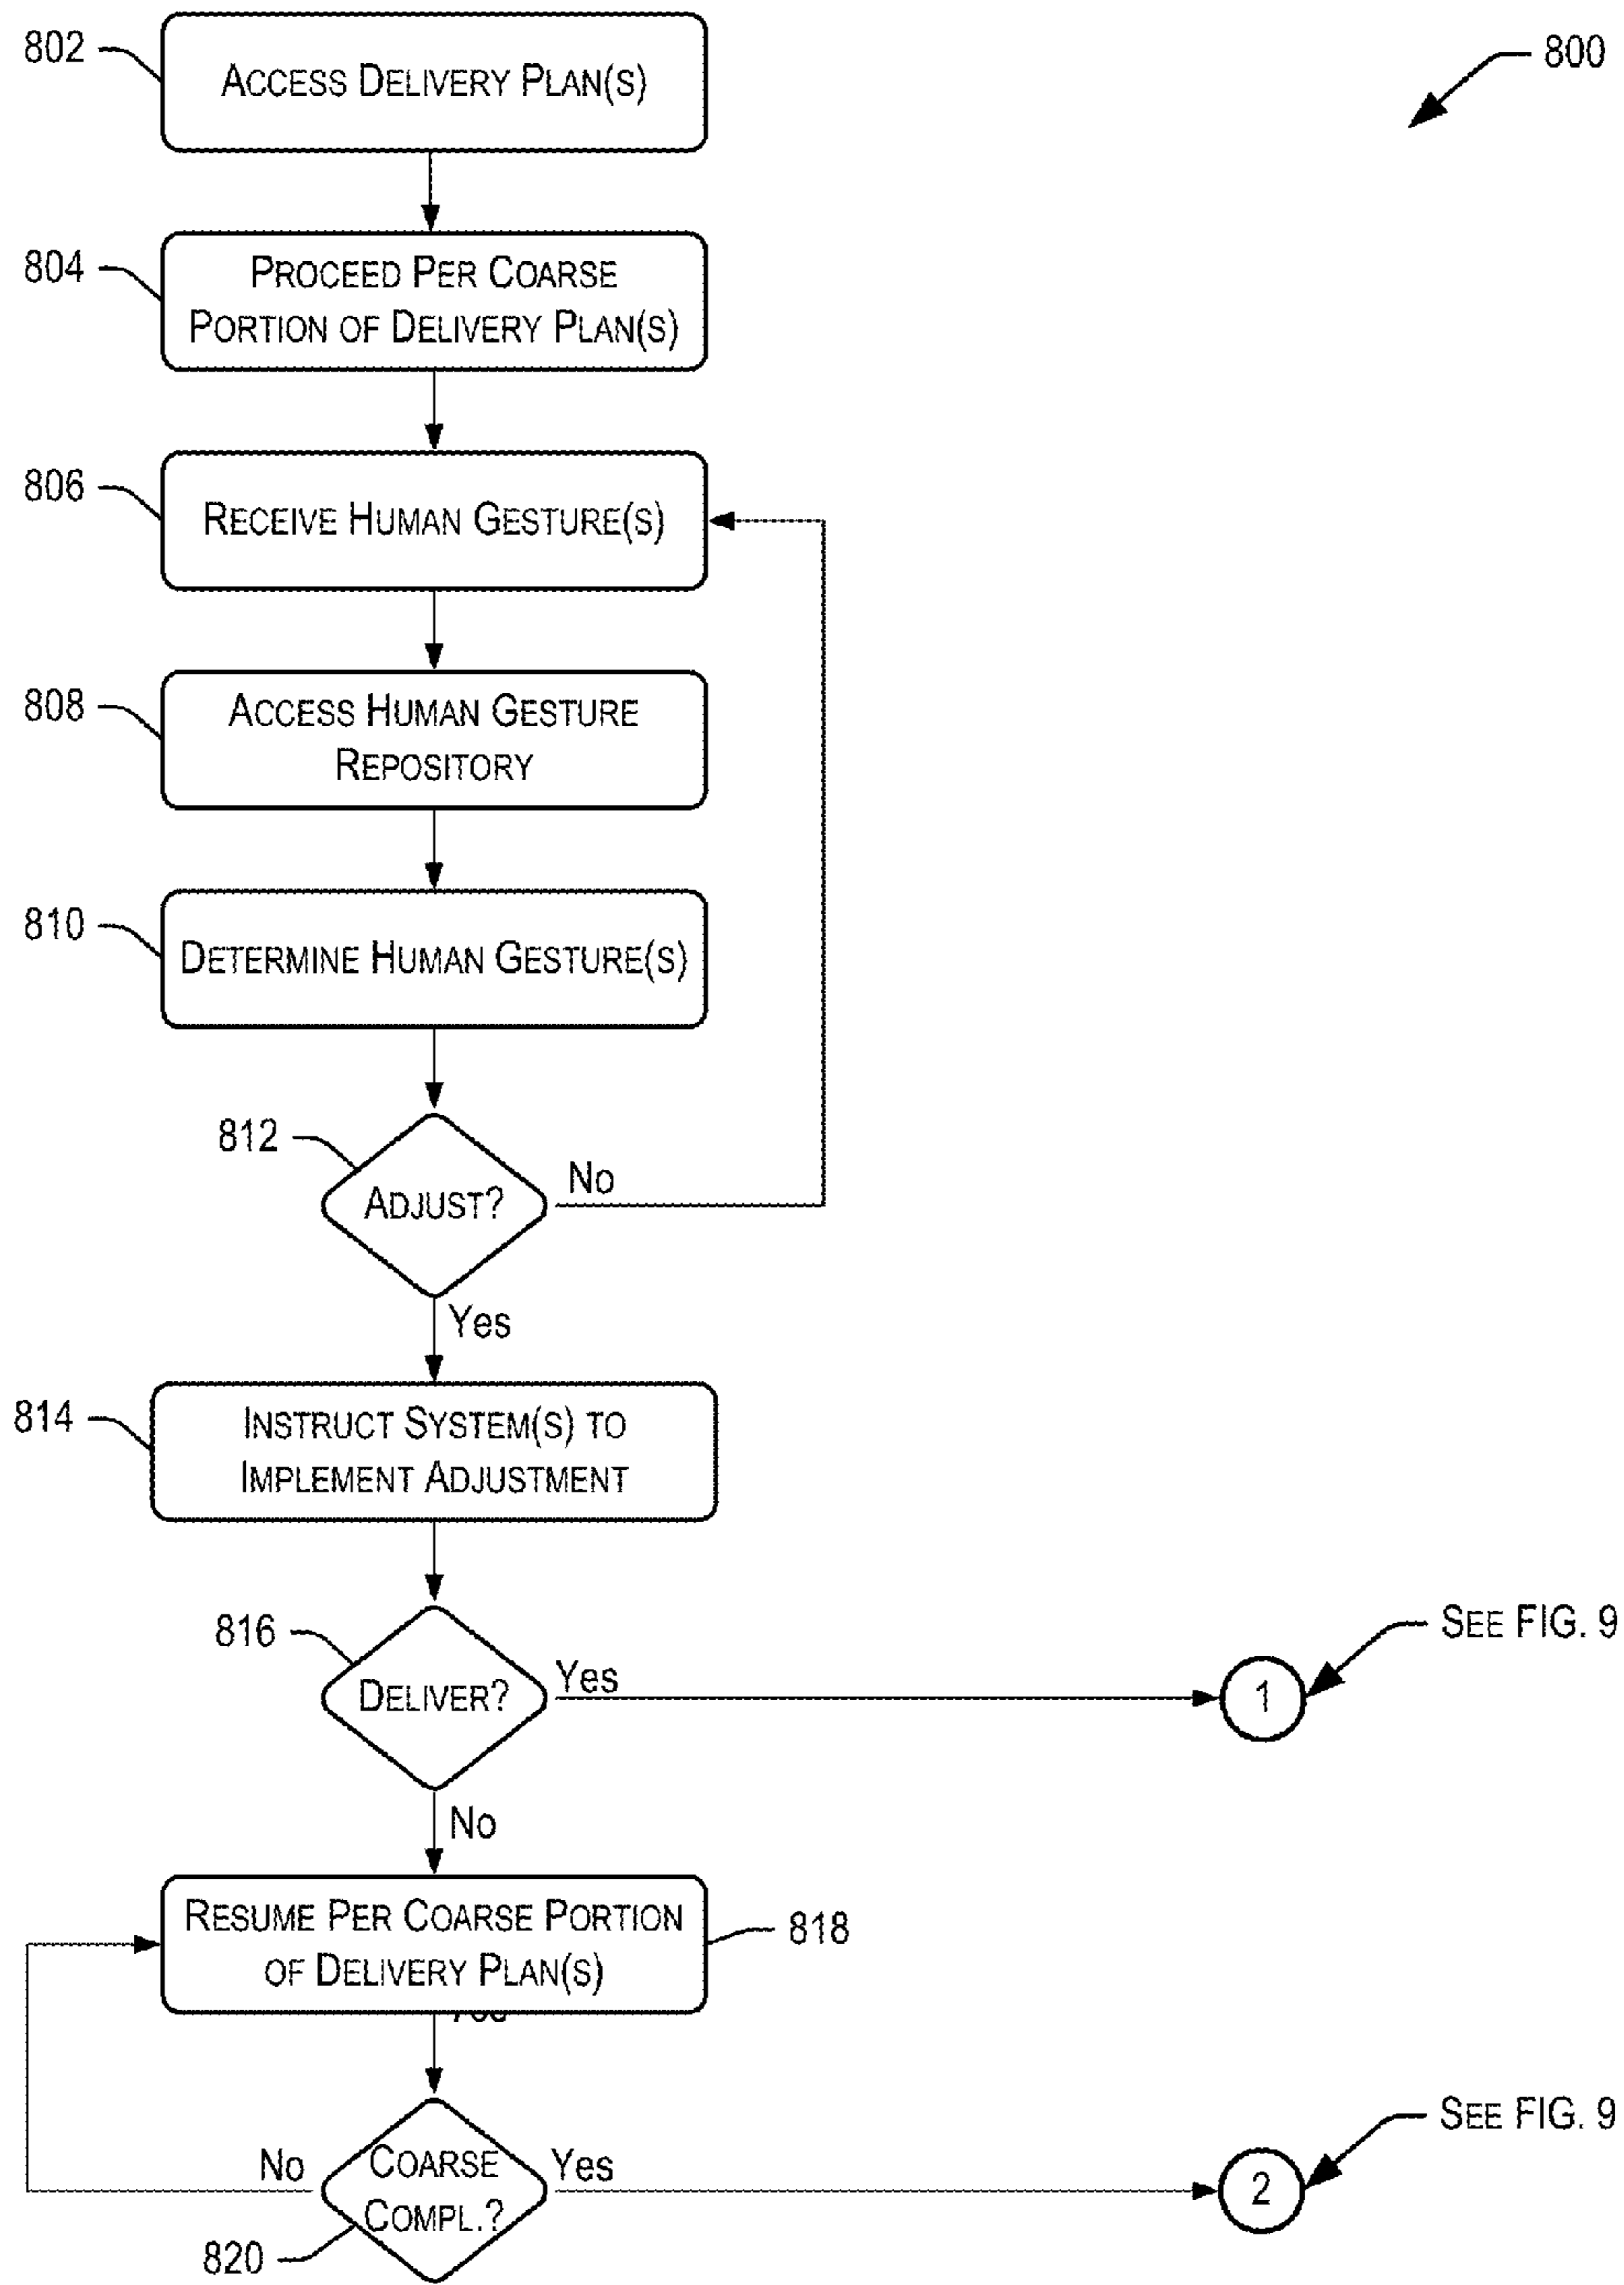 802
ACCESS DELIVERY PLAN(S)
800
804
PROCEED PER COARSE
PORTION OF DELIVERY PLAN(S)
806
RECEIVE HUMAN GESTURE(S)
808
ACCESS HUMAN GESTURE
REPOSITORY
810
DETERMINE HUMAN GESTURE(S)
812
ADJUST?
No
Yes
814
INSTRUCT SYSTEM(S) TO
IMPLEMENT ADJUSTMENT
816
DELIVER?
Yes
1
SEE FIG. 9
No
RESUME PER COARSE PORTION
OF DELIVERY PLAN(S)
818
No
COARSE
COMPL.?
Yes
2
SEE FIG. 9
820